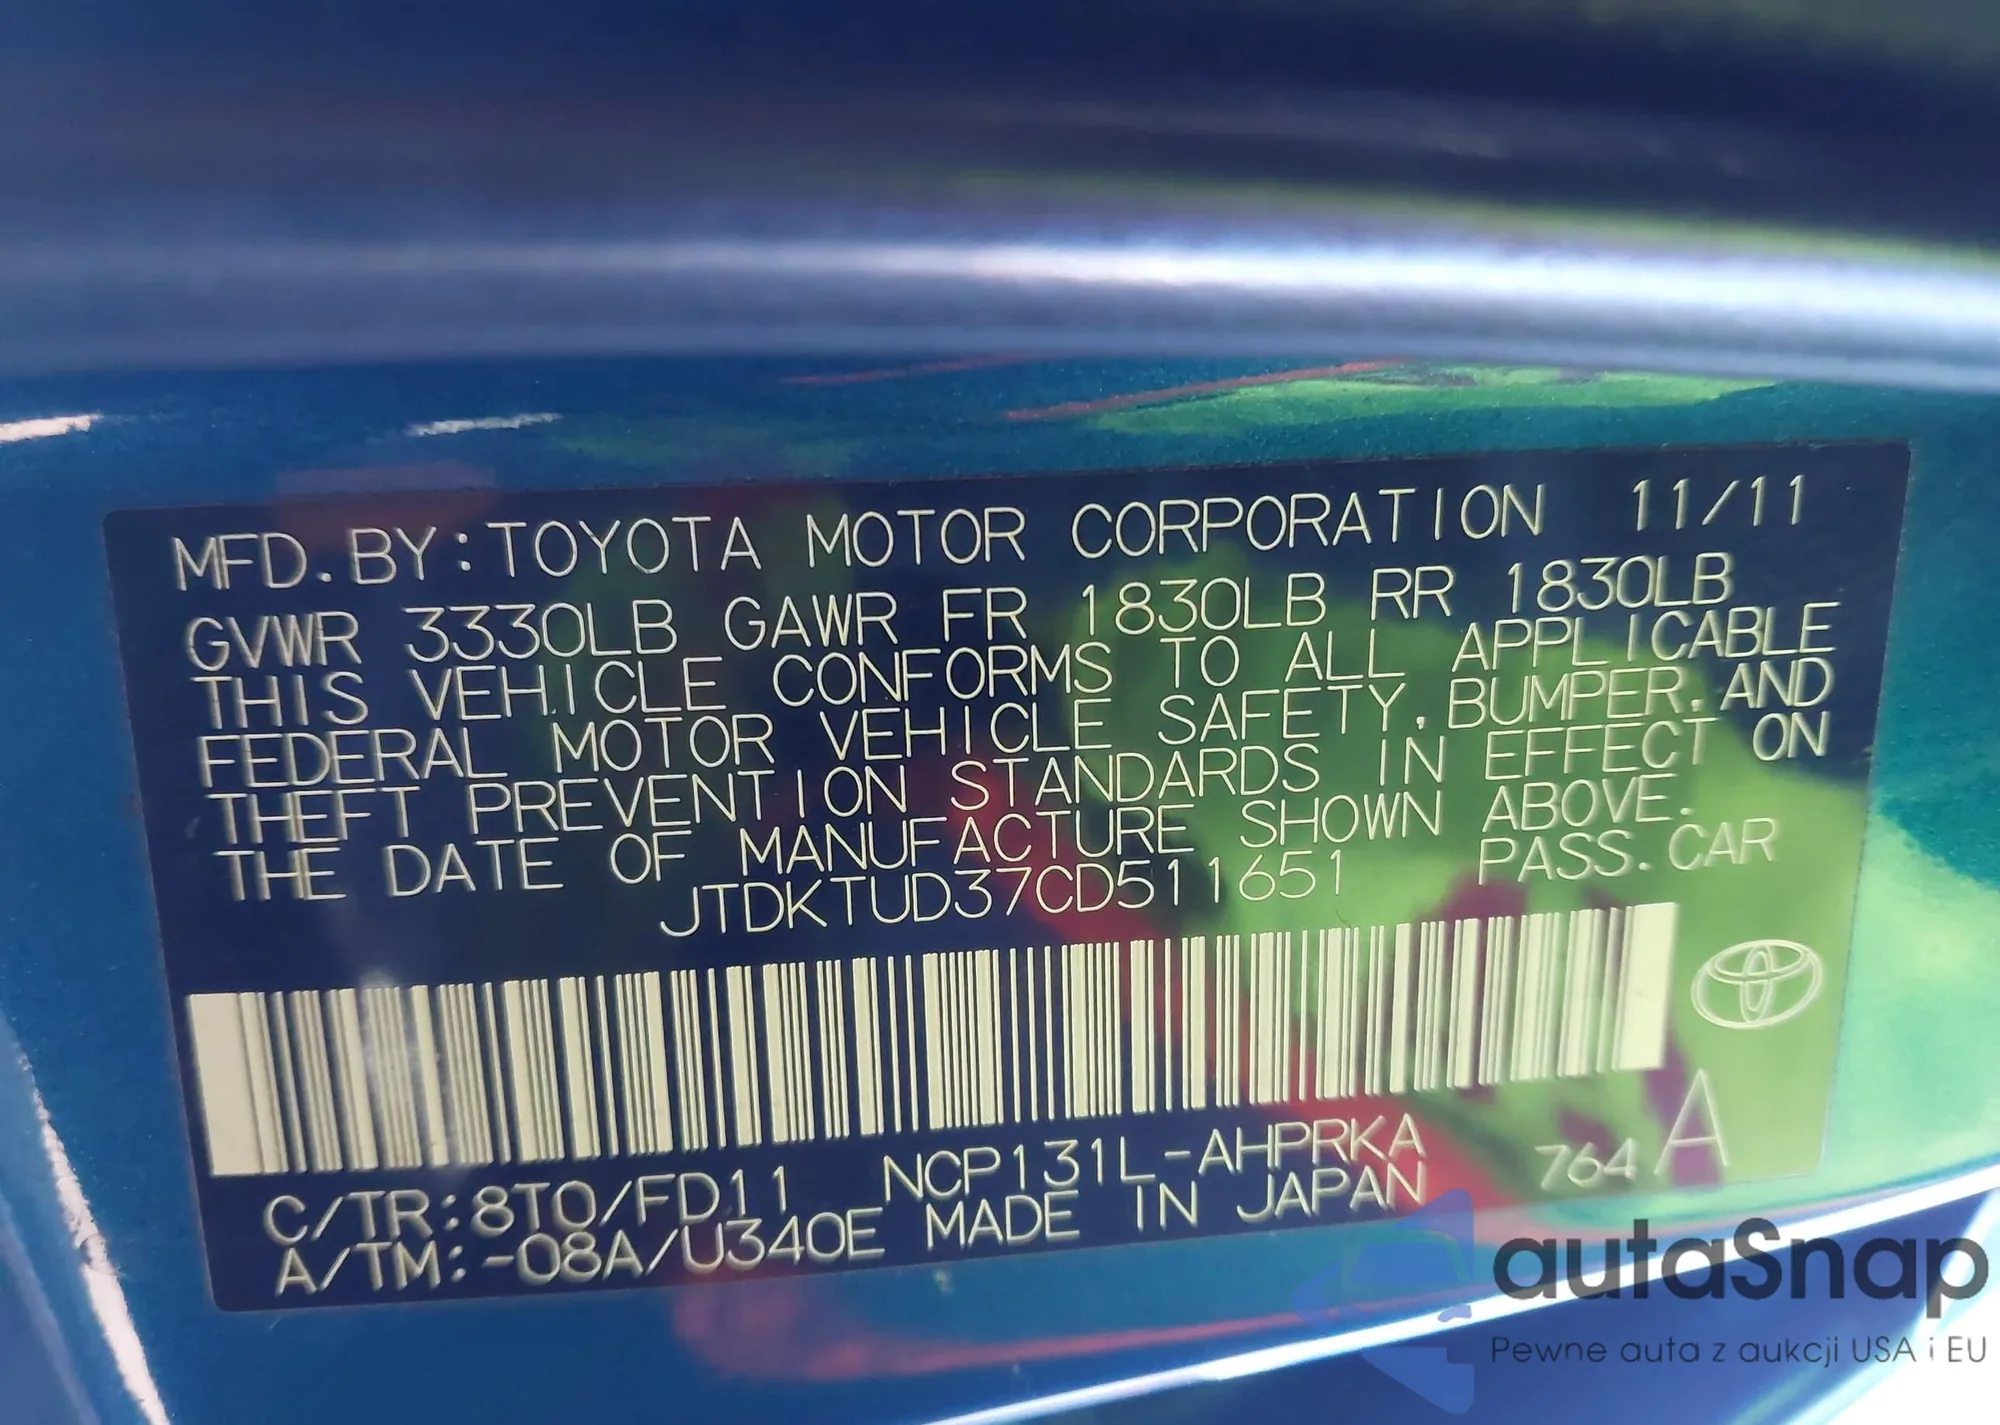 MFD.BY:TOYOTA MOTOR CORPORATION 11/11
GVWR 3330LB GAWR FR 1830LB RR 1830LB
THIS VEHICLE CONFORMS TO ALL APPLICABLE
FEDERAL MOTOR VEHICLE SAFETY, BUMPER, AND
THEFT PREVENTION STANDARDS IN EFFECT ON
THE DATE OF MANUFACTURE SHOWN ABOVE.
JTDKTUD37CD511651 PASS.CAR
C/TR:8T0/FD11 NCP131L-AHPRKA 764 A
A/TM:-08A/U340E MADE IN JAPAN
autaSnap
Pewne auta z aukcji USA i EU